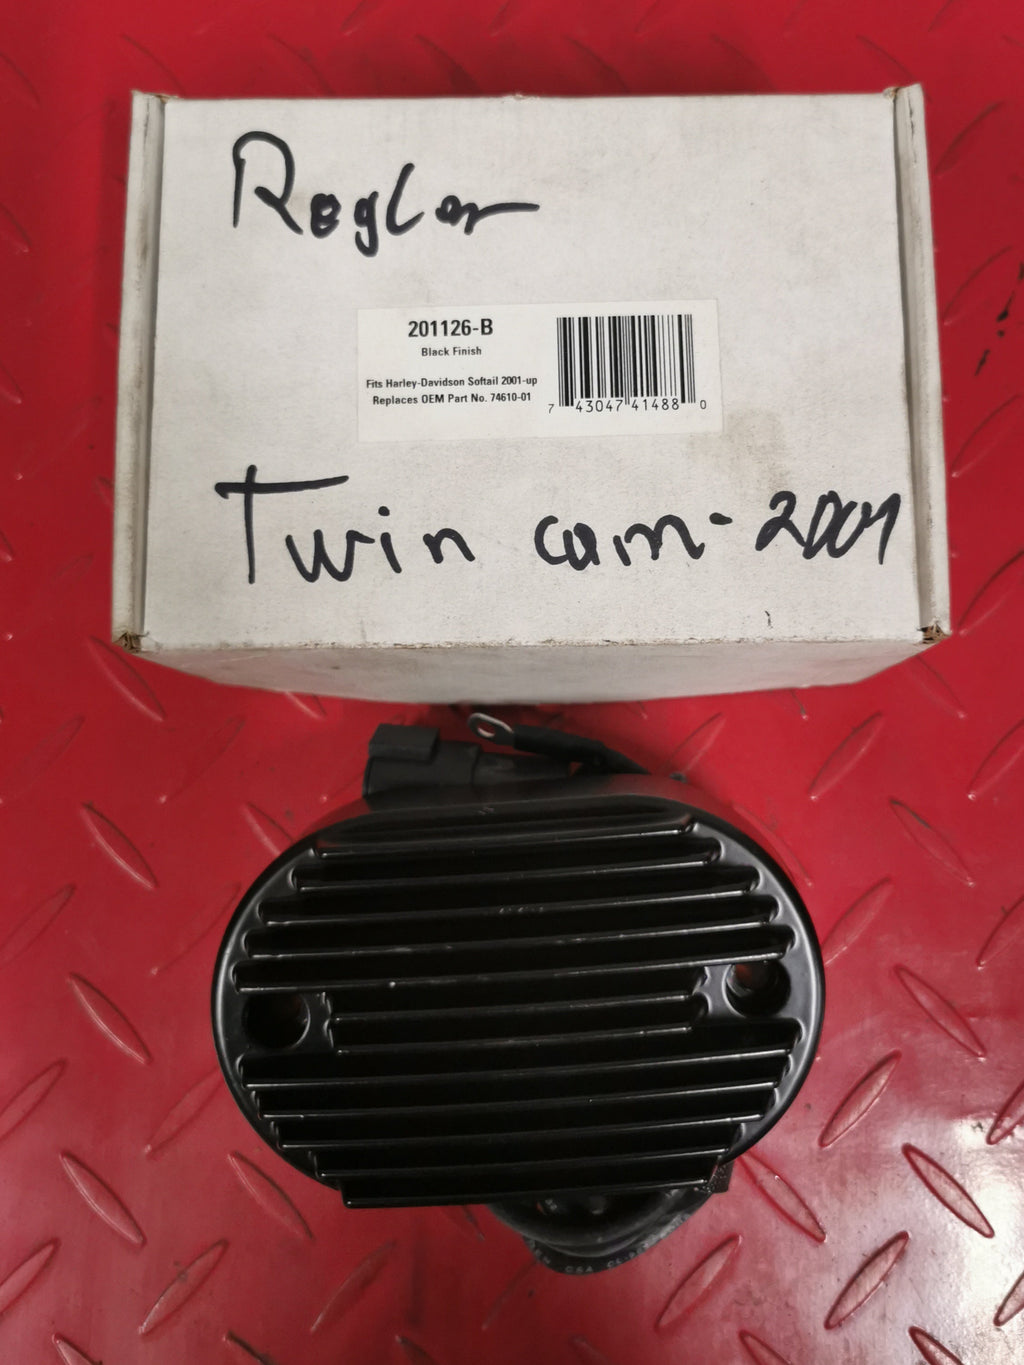 Regler
201126-B
Black Finish
Fits Harley-Davidson Softail 2001-up
Replaces OEM Part No. 74610-01
7 43047 41488 0
Twin cam-2001